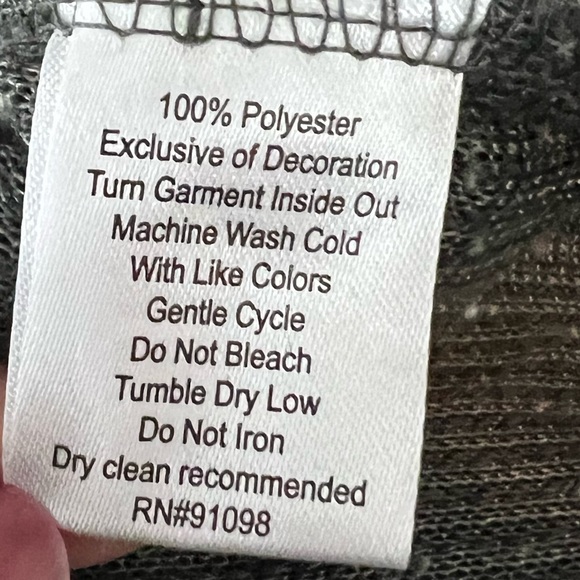 100% Polyester
Exclusive of Decoration
Turn Garment Inside Out
Machine Wash Cold
With Like Colors
Gentle Cycle
Do Not Bleach
Tumble Dry Low
Do Not Iron
Dry clean recommended
RN#91098